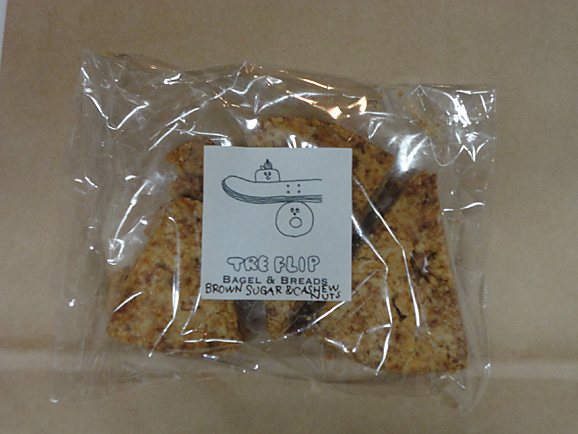 TRE FLIP
BAGEL & BREADS
BROWN SUGAR & CASHEW
NUTS